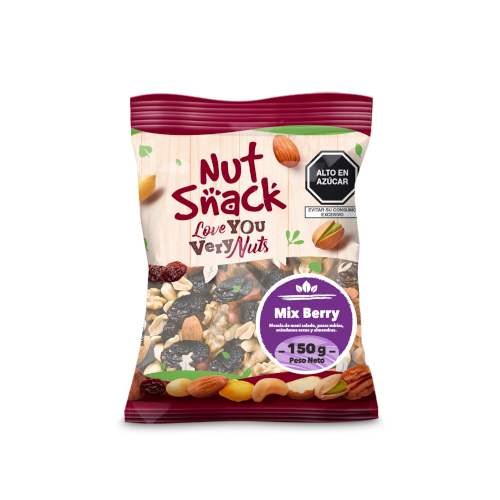 Nut
Snack
Love YOU
Very Nuts
ALTO EN
AZÚCAR
EVITAR SU CONSUMO
EXCESIVO
Mix Berry
Mezcla de maní salado, pasas rubias,
arándanos secos y almendras.
150 g
Peso Neto